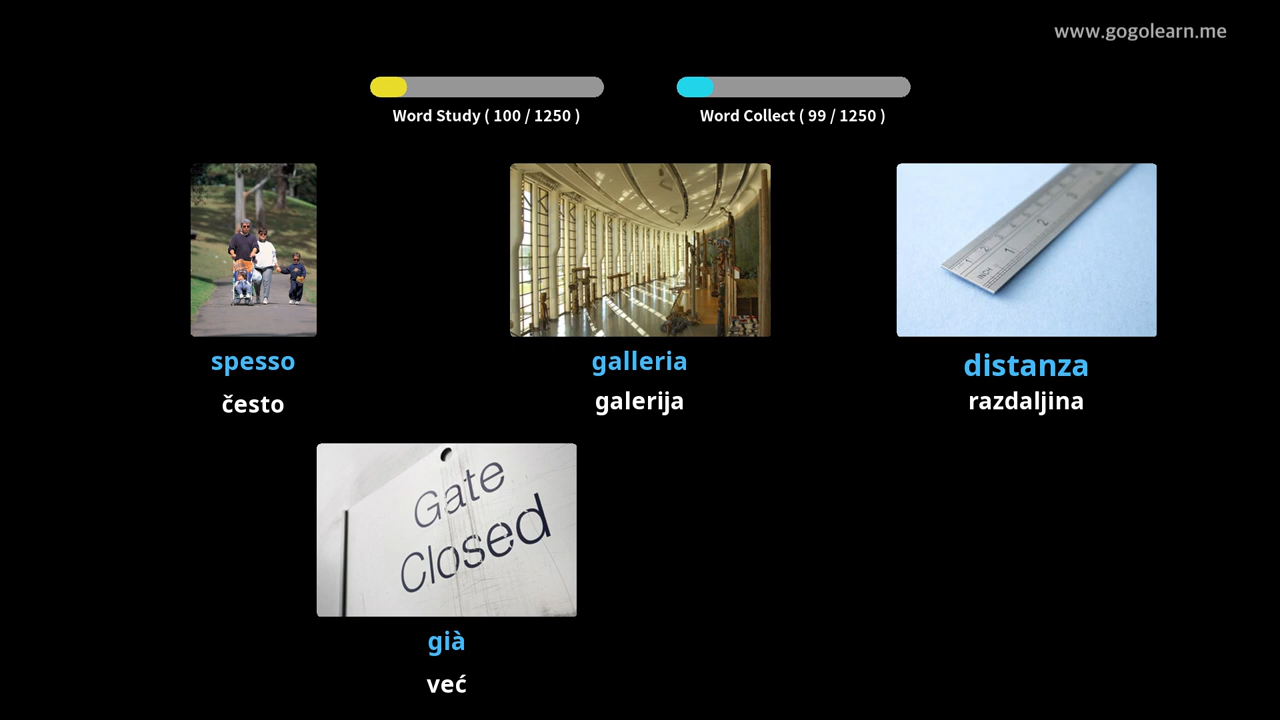 www.gogolearn.me
Word Study ( 100 / 1250 )
Word Collect ( 99 / 1250 )
spesso
često
galleria
galerija
distanza
razdaljina
Gate
Closed
già
već